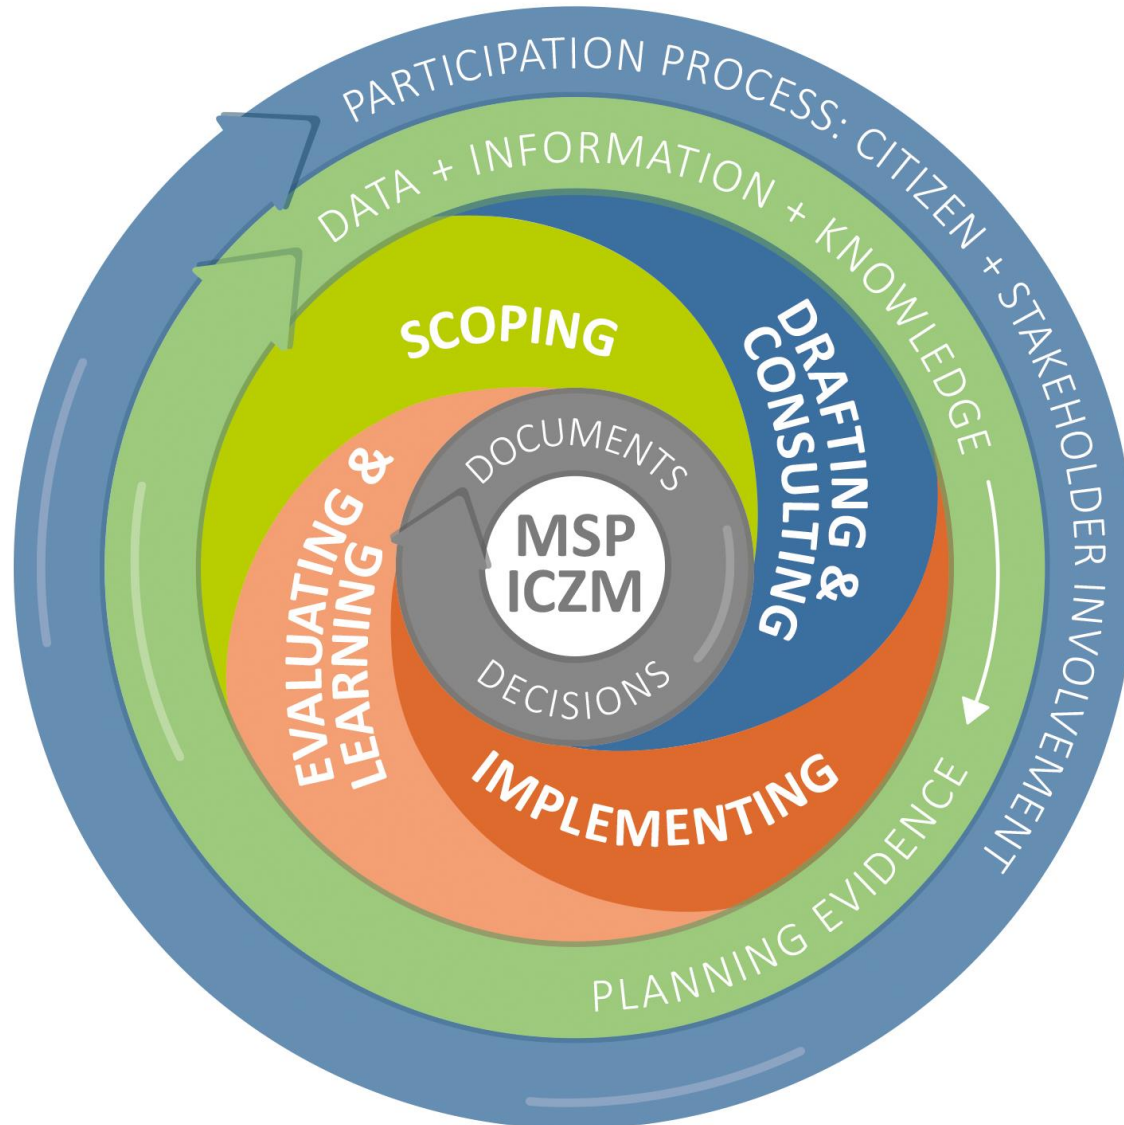 PARTICIPATION PROCESS: CITIZEN + STAKEHOLDER INVOLVEMENT
DATA + INFORMATION + KNOWLEDGE
PLANNING EVIDENCE
SCOPING
DRAFTING &
CONSULTING
IMPLEMENTING
EVALUATING &
LEARNING
DOCUMENTS
DECISIONS
MSP
ICZM